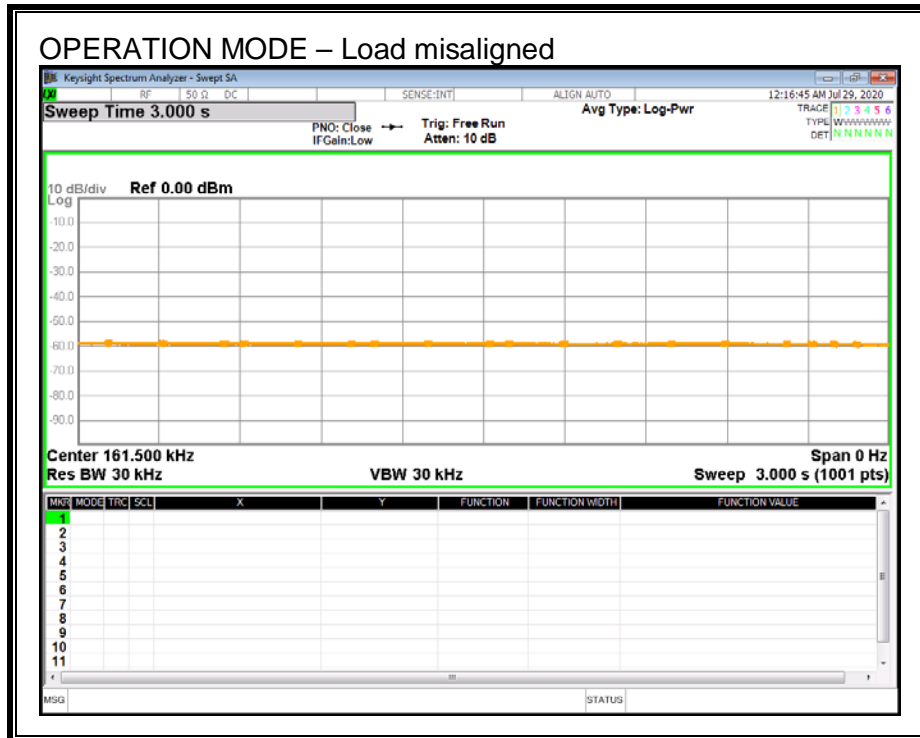 OPERATION MODE – Load misaligned
Keysight Spectrum Analyzer - Swept SA
RF 50 Ω DC SENSE:INT ALIGN AUTO 12:16:45 AM Jul 29, 2020
Sweep Time 3.000 s
Avg Type: Log-Pwr
TRACE 1 2 3 4 5 6
PNO: Close
Trig: Free Run
TYPE
IFGain:Low
Atten: 10 dB
DET N N N N N N
10 dB/div Ref 0.00 dBm
Log
-10.0
-20.0
-30.0
-40.0
-50.0
-60.0
-70.0
-80.0
-90.0
Center 161.500 kHz Span 0 Hz
Res BW 30 kHz VBW 30 kHz Sweep 3.000 s (1001 pts)
MKR MODE TRC SCL X Y FUNCTION FUNCTION WIDTH FUNCTION VALUE
1
2
3
4
5
6
7
8
9
10
11
MSG STATUS